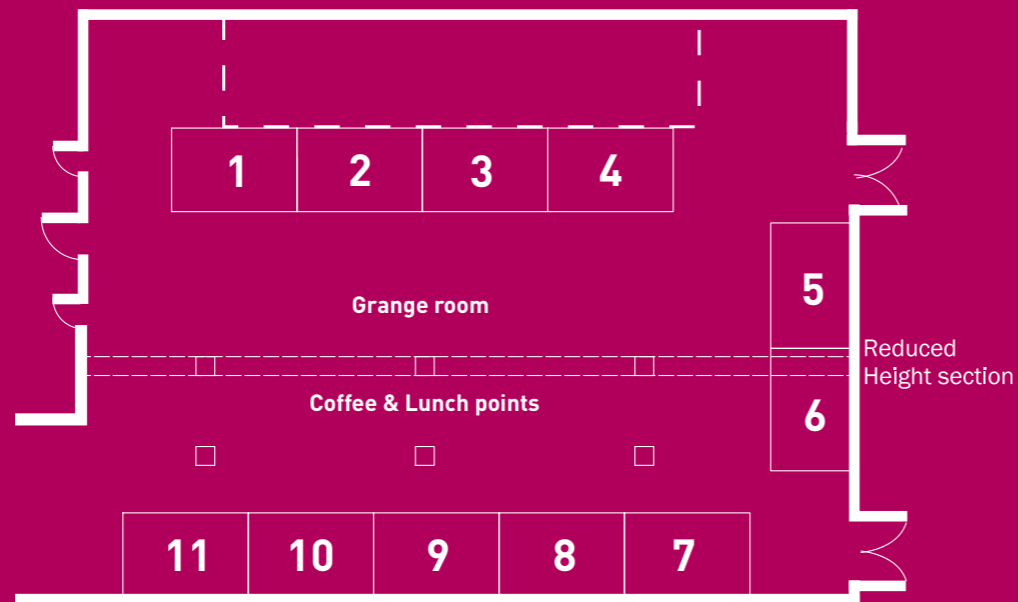 1 2 3 4
5
Grange room
Reduced
Height section
Coffee & Lunch points
6
11 10 9 8 7